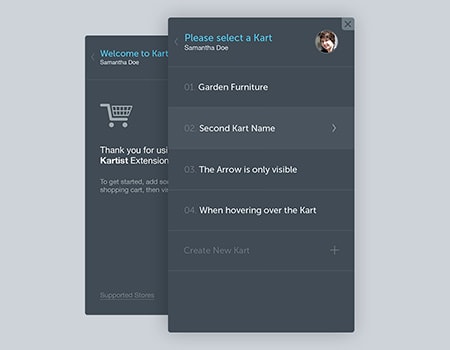 Please select a Kart
Samantha Doe
01. Garden Furniture
02. Second Kart Name
03. The Arrow is only visible
04. When hovering over the Kart
Create New Kart
Welcome to Kart
Samantha Doe
Thank you for usi
Kartist Extension
To get started, add so
shopping cart, then vi
Supported Stores